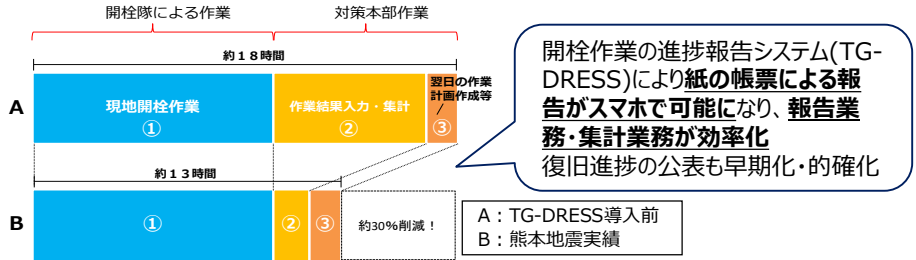 開栓隊による作業
対策本部作業
約１８時間
A
現地開栓作業
①
作業結果入力・集計
②
翌日の作業
計画作成等
③
約１３時間
B
①
②
③
約30%削減！
開栓作業の進捗報告システム(TG-
DRESS)により紙の帳票による報
告がスマホで可能になり、報告業
務・集計業務が効率化
復旧進捗の公表も早期化・的確化
A：TG-DRESS導入前
B：熊本地震実績